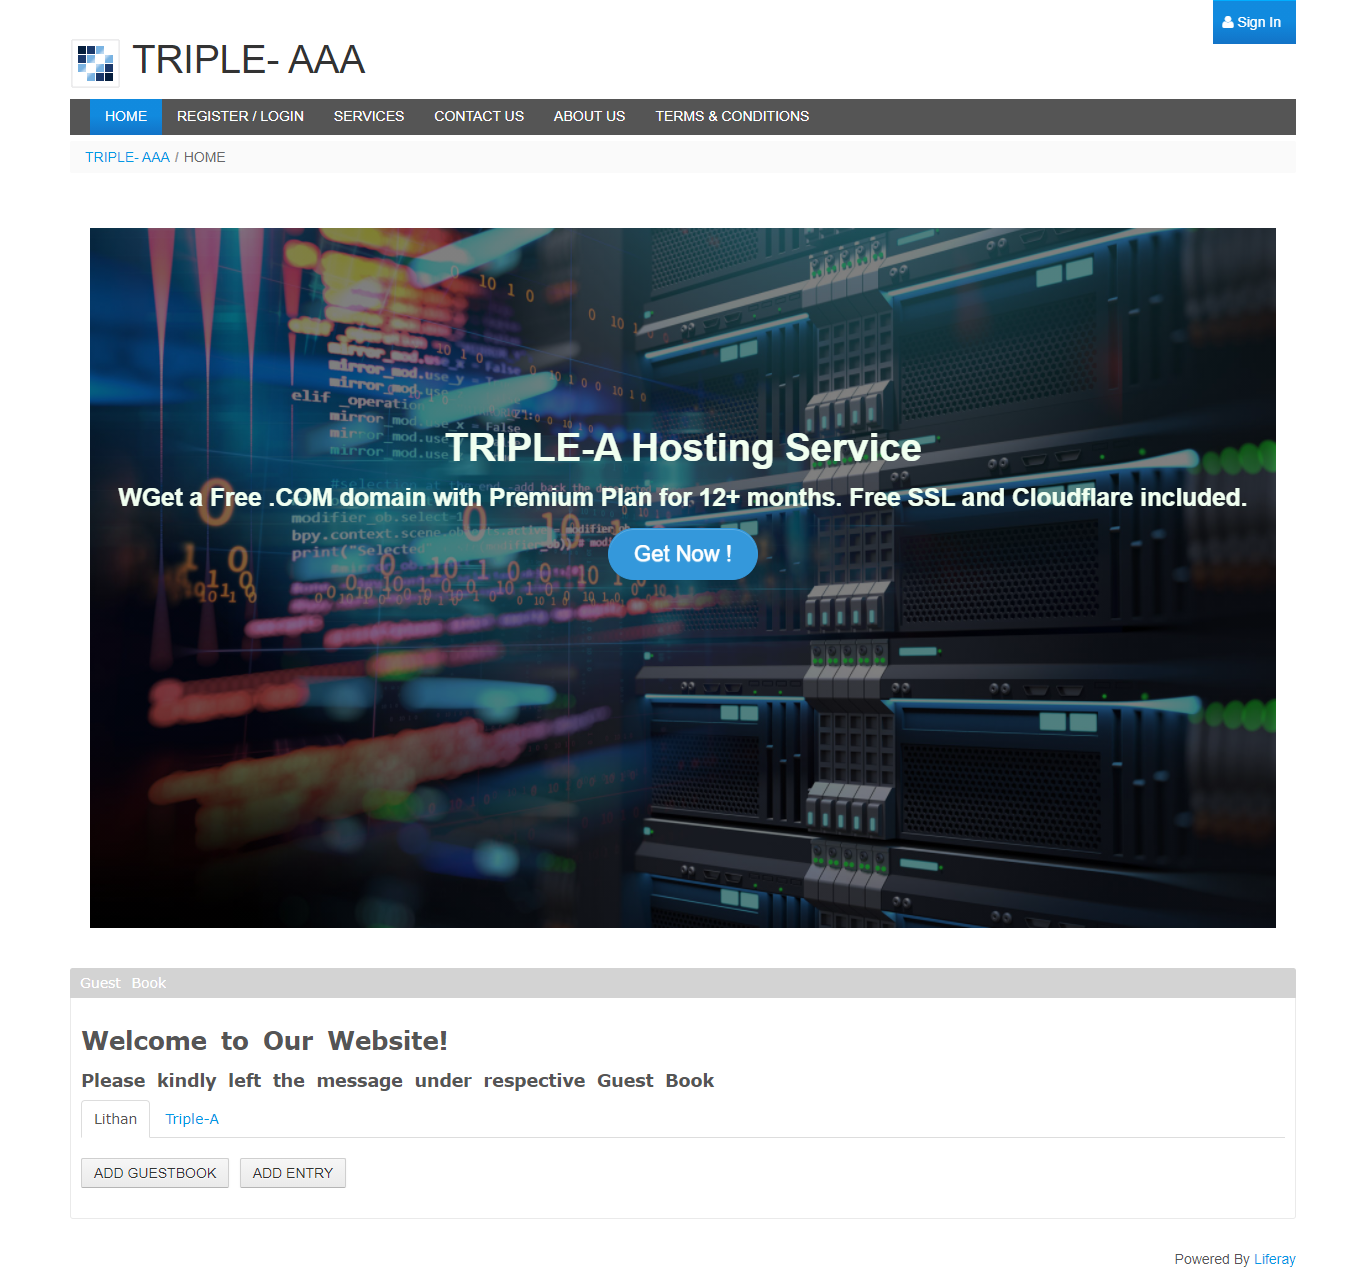 Sign In
TRIPLE- AAA
HOME REGISTER / LOGIN SERVICES CONTACT US ABOUT US TERMS & CONDITIONS
TRIPLE- AAA / HOME
TRIPLE-A Hosting Service
WGet a Free .COM domain with Premium Plan for 12+ months. Free SSL and Cloudflare included.
Get Now !
Guest Book
Welcome to Our Website!
Please kindly left the message under respective Guest Book
Lithan Triple-A
ADD GUESTBOOK ADD ENTRY
Powered By Liferay